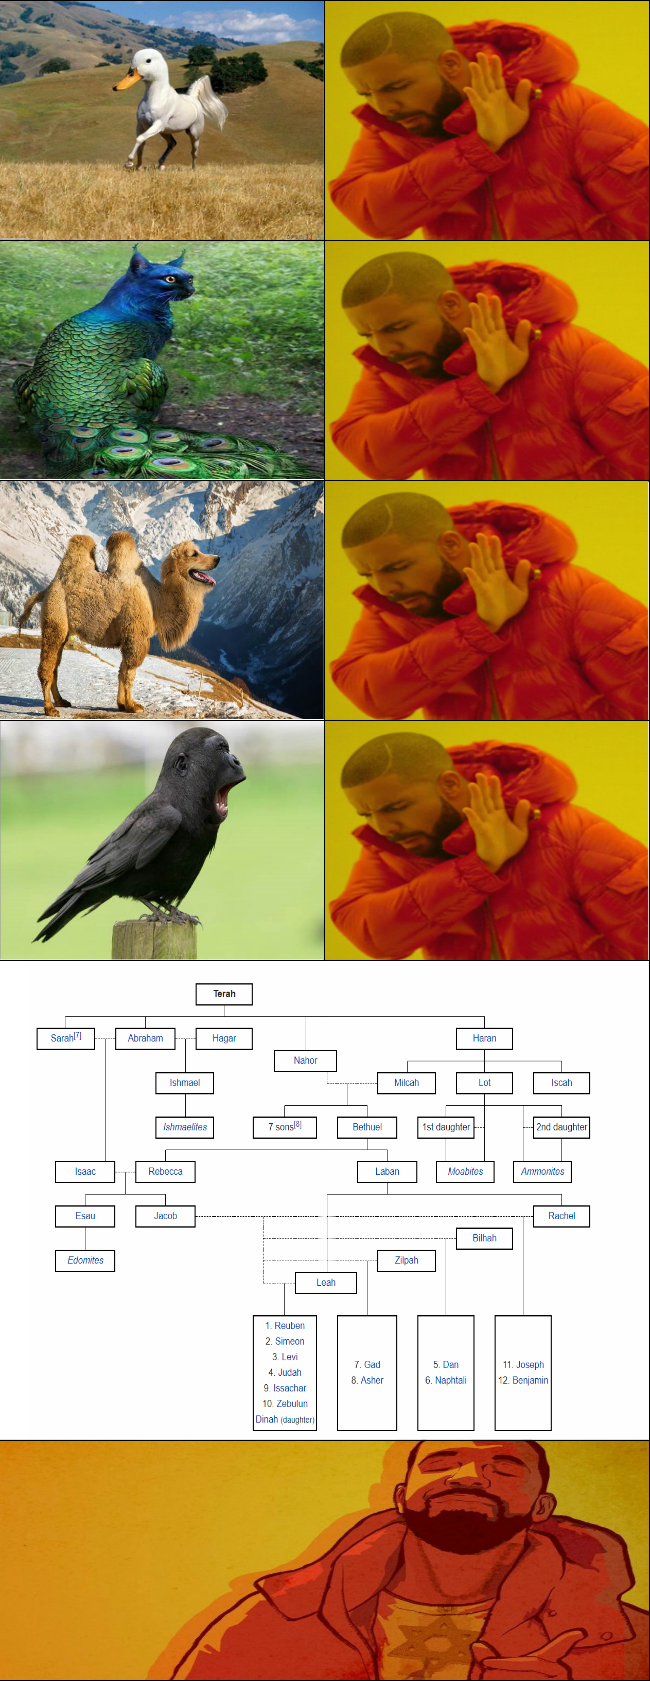 Terah
Sarah[7]
Abraham
Hagar
Haran
Nahor
Ishmael
Milcah
Lot
Iscah
Ishmaelites
7 sons[8]
Bethuel
1st daughter
2nd daughter
Isaac
Rebecca
Laban
Moabites
Ammonites
Esau
Jacob
Rachel
Bilhah
Edomites
Zilpah
Leah
1. Reuben
2. Simeon
3. Levi
4. Judah
9. Issachar
10. Zebulun
Dinah (daughter)
7. Gad
8. Asher
5. Dan
6. Naphtali
11. Joseph
12. Benjamin